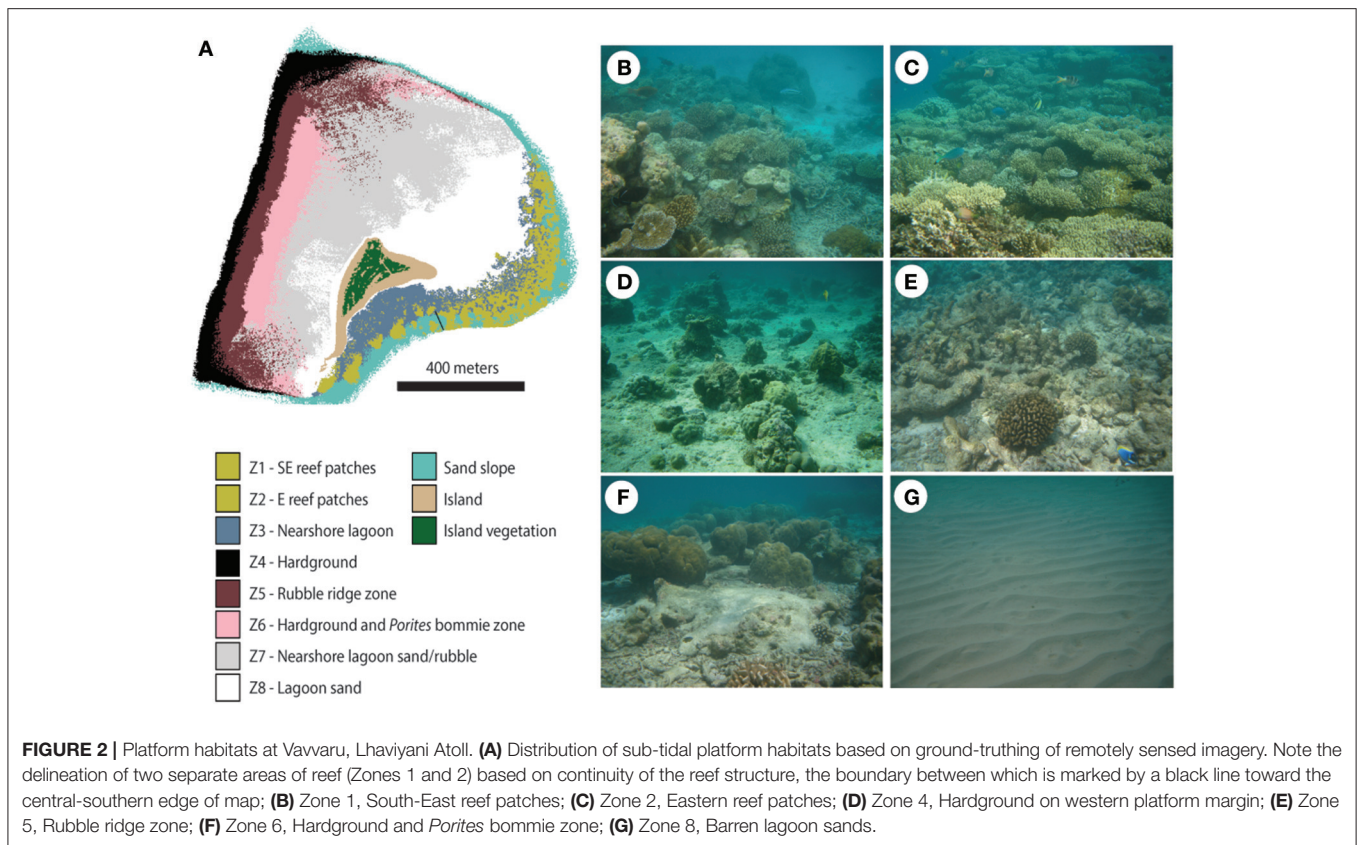 A
B
C
D
E
F
G
400 meters
Z1 - SE reef patches
Z2 - E reef patches
Z3 - Nearshore lagoon
Z4 - Hardground
Z5 - Rubble ridge zone
Z6 - Hardground and Porites bommie zone
Z7 - Nearshore lagoon sand/rubble
Z8 - Lagoon sand
Sand slope
Island
Island vegetation
FIGURE 2 | Platform habitats at Vavvaru, Lhaviyani Atoll. (A) Distribution of sub-tidal platform habitats based on ground-truthing of remotely sensed imagery. Note the
delineation of two separate areas of reef (Zones 1 and 2) based on continuity of the reef structure, the boundary between which is marked by a black line toward the
central-southern edge of map; (B) Zone 1, South-East reef patches; (C) Zone 2, Eastern reef patches; (D) Zone 4, Hardground on western platform margin; (E) Zone
5, Rubble ridge zone; (F) Zone 6, Hardground and Porites bommie zone; (G) Zone 8, Barren lagoon sands.